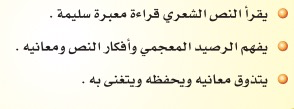 يقرأ النص الشعري قراءة معبرة سليمة .
يفهم الرصيد المعجمي وأفكار النص ومعانيه .
يتذوق معانيه ويحفظه ويتغنى به .